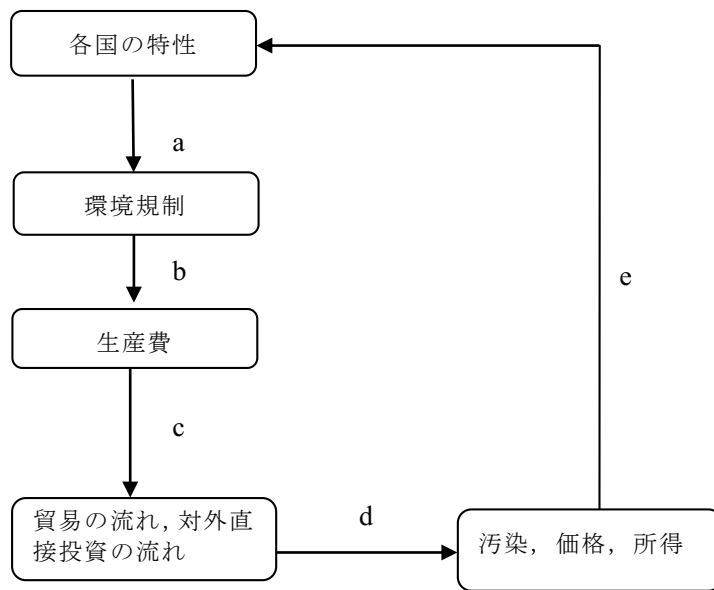 各国の特性
a
環境規制
b
e
生産費
c
貿易の流れ，対外直
接投資の流れ
d
汚染，価格，所得